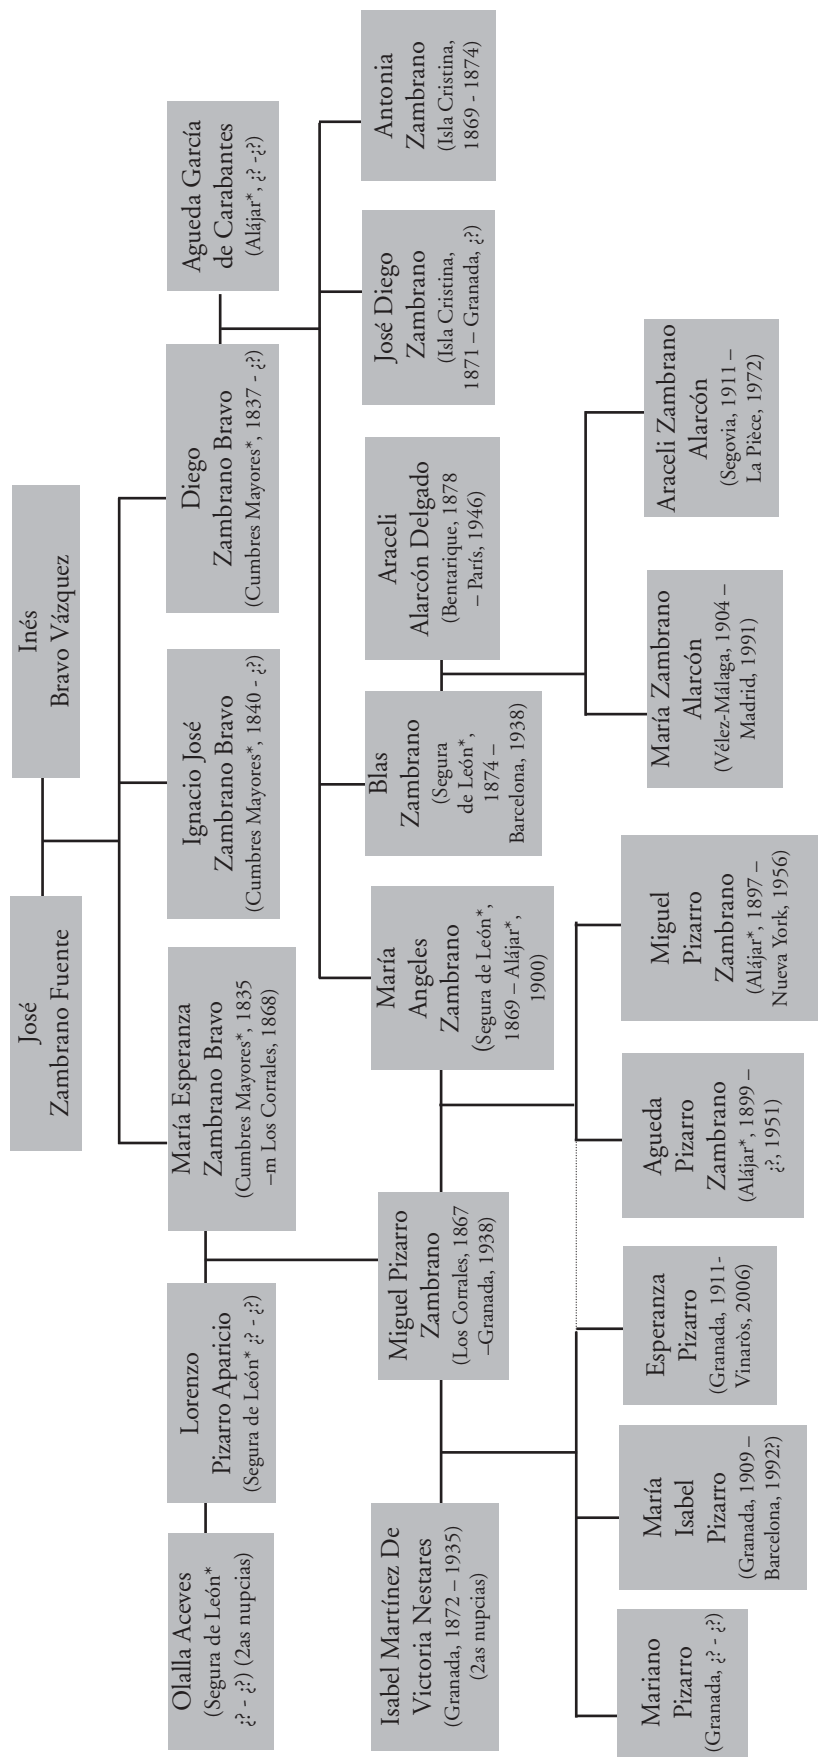 José
Zambrano Fuente
Inés
Bravo Vázquez
Olalla Aceves
(Segura de León*
¿? - ¿?) (2as nupcias)
Lorenzo
Pizarro Aparicio
(Segura de León* ¿? - ¿?)
María Esperanza
Zambrano Bravo
(Cumbres Mayores*, 1835
–m Los Corrales, 1868)
Ignacio José
Zambrano Bravo
(Cumbres Mayores*, 1840 - ¿?)
Diego
Zambrano Bravo
(Cumbres Mayores*, 1837 - ¿?)
Agueda García
de Carabantes
(Alájar*, ¿? -¿?)
Isabel Martínez De
Victoria Nestares
(Granada, 1872 – 1935)
(2as nupcias)
Miguel Pizarro
Zambrano
(Los Corrales, 1867
–Granada, 1938)
María
Angeles
Zambrano
(Segura de León*,
1869 – Alájar*,
1900)
Blas
Zambrano
(Segura
de León*,
1874 –
Barcelona, 1938)
Araceli
Alarcón Delgado
(Bentarique, 1878
– París, 1946)
José Diego
Zambrano
(Isla Cristina,
1871 – Granada, ¿?)
Antonia
Zambrano
(Isla Cristina,
1869 - 1874)
Mariano
Pizarro
(Granada, ¿? - ¿?)
María
Isabel
Pizarro
(Granada, 1909 –
Barcelona, 1992?)
Esperanza
Pizarro
(Granada, 1911-
Vinaròs, 2006)
Agueda
Pizarro
Zambrano
(Alájar*, 1899 –
¿?, 1951)
Miguel
Pizarro
Zambrano
(Alájar*, 1897 –
Nueva York, 1956)
María Zambrano
Alarcón
(Vélez-Málaga, 1904 –
Madrid, 1991)
Araceli Zambrano
Alarcón
(Segovia, 1911 –
La Pièce, 1972)